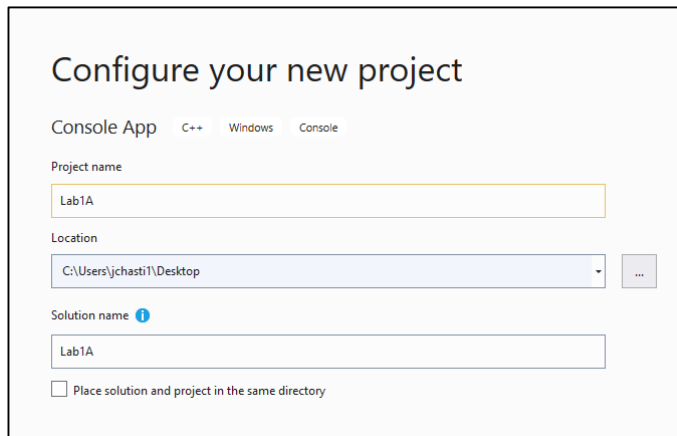 Configure your new project
Console App C++ Windows Console
Project name
Lab1A
Location
C:\Users\jchasti1\Desktop
...
Solution name
Lab1A
Place solution and project in the same directory